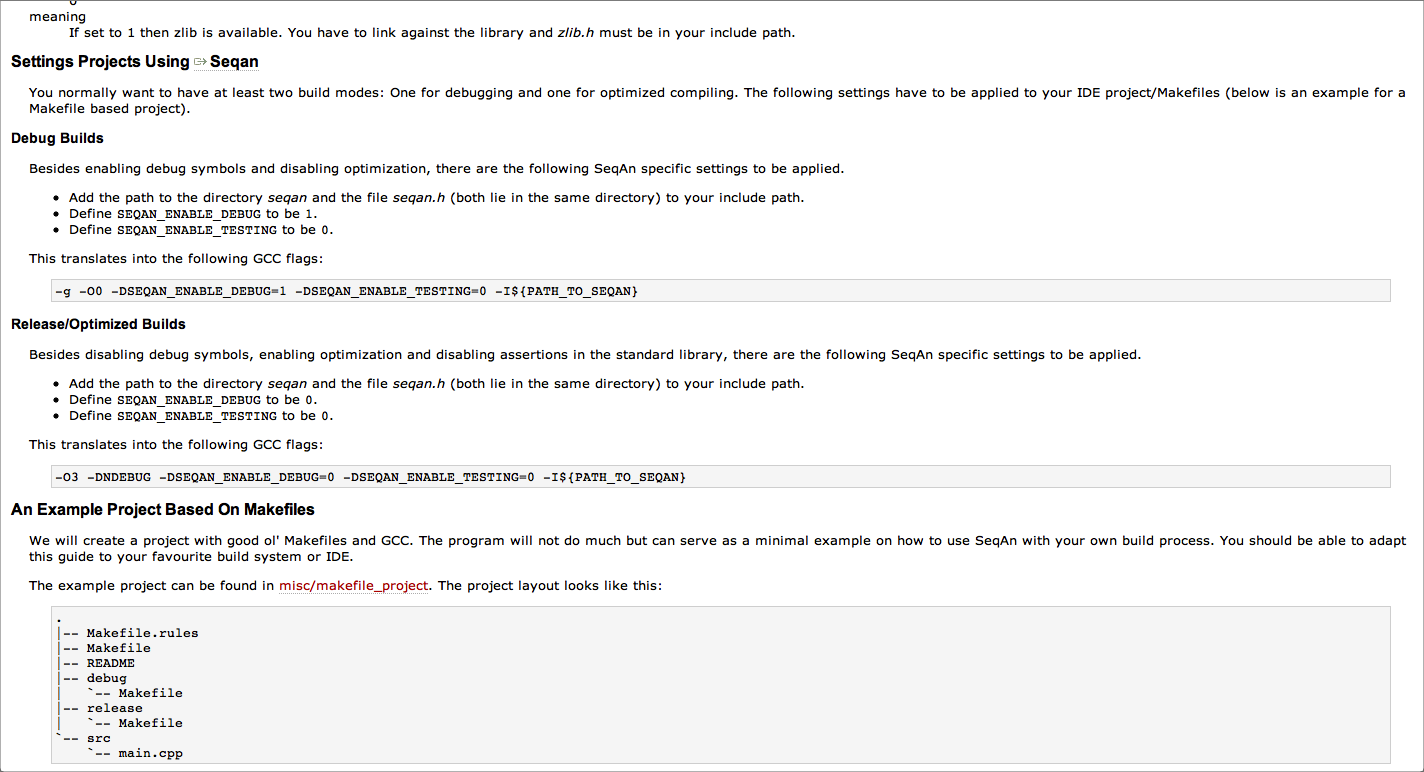 meaning
If set to 1 then zlib is available. You have to link against the library and zlib.h must be in your include path.
Settings Projects Using Seqan
You normally want to have at least two build modes: One for debugging and one for optimized compiling. The following settings have to be applied to your IDE project/Makefiles (below is an example for a
Makefile based project).
Debug Builds
Besides enabling debug symbols and disabling optimization, there are the following SeqAn specific settings to be applied.
• Add the path to the directory seqan and the file seqan.h (both lie in the same directory) to your include path.
• Define SEQAN_ENABLE_DEBUG to be 1.
• Define SEQAN_ENABLE_TESTING to be 0.
This translates into the following GCC flags:
-g -O0 -DSEQAN_ENABLE_DEBUG=1 -DSEQAN_ENABLE_TESTING=0 -I${PATH_TO_SEQAN}
Release/Optimized Builds
Besides disabling debug symbols, enabling optimization and disabling assertions in the standard library, there are the following SeqAn specific settings to be applied.
• Add the path to the directory seqan and the file seqan.h (both lie in the same directory) to your include path.
• Define SEQAN_ENABLE_DEBUG to be 0.
• Define SEQAN_ENABLE_TESTING to be 0.
This translates into the following GCC flags:
-O3 -DNDEBUG -DSEQAN_ENABLE_DEBUG=0 -DSEQAN_ENABLE_TESTING=0 -I${PATH_TO_SEQAN}
An Example Project Based On Makefiles
We will create a project with good ol' Makefiles and GCC. The program will not do much but can serve as a minimal example on how to use SeqAn with your own build process. You should be able to adapt
this guide to your favourite build system or IDE.
The example project can be found in misc/makefile_project. The project layout looks like this:
.
|-- Makefile.rules
|-- Makefile
|-- README
|-- debug
|   `-- Makefile
|-- release
|   `-- Makefile
`-- src
    `-- main.cpp